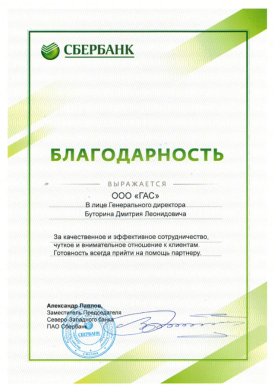 СБЕРБАНК
БЛАГОДАРНОСТЬ
ВЫРАЖАЕТСЯ
ООО «ГАС»
В лице Генерального директора
Буторина Дмитрия Леонидовича
За качественное и эффективное сотрудничество,
чуткое и внимательное отношение к клиентам.
Готовность всегда прийти на помощь партнеру.
Александр Павлов,
Заместитель Председателя
Северо-Западного банка
ПАО Сбербанк